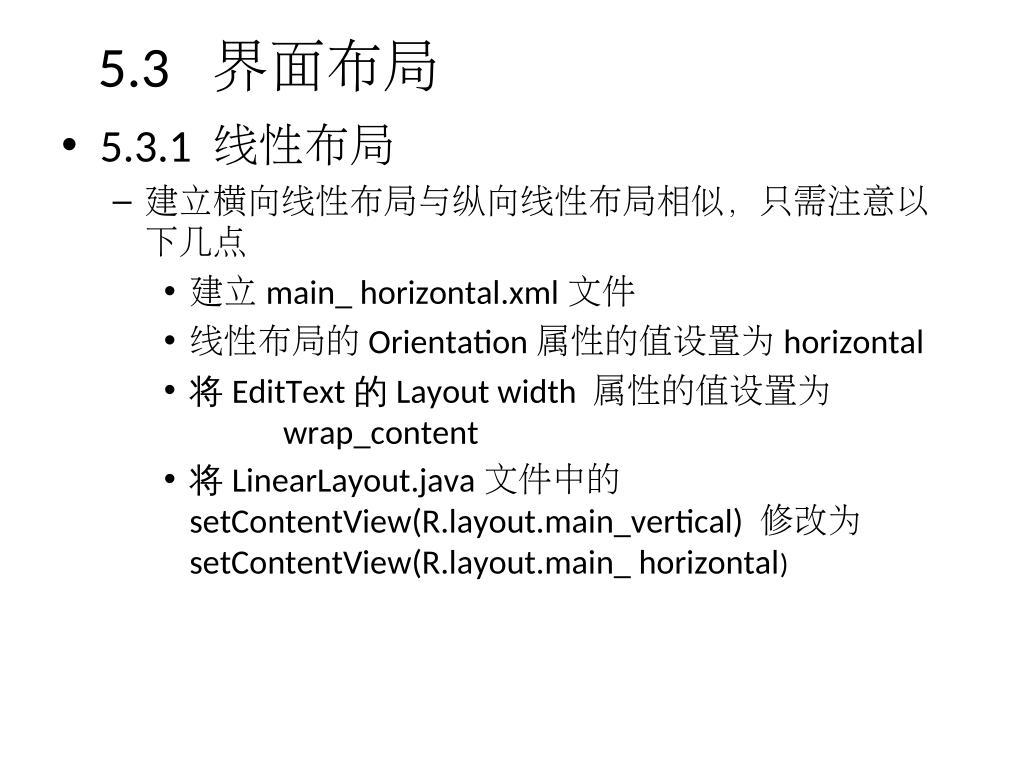 5.3 界面布局
• 5.3.1 线性布局
– 建立横向线性布局与纵向线性布局相似，只需注意以
下几点
• 建立 main_ horizontal.xml 文件
• 线性布局的 Orientation 属性的值设置为 horizontal
• 将 EditText 的 Layout width 属性的值设置为
wrap_content
• 将 LinearLayout.java 文件中的
setContentView(R.layout.main_vertical) 修改为
setContentView(R.layout.main_ horizontal)